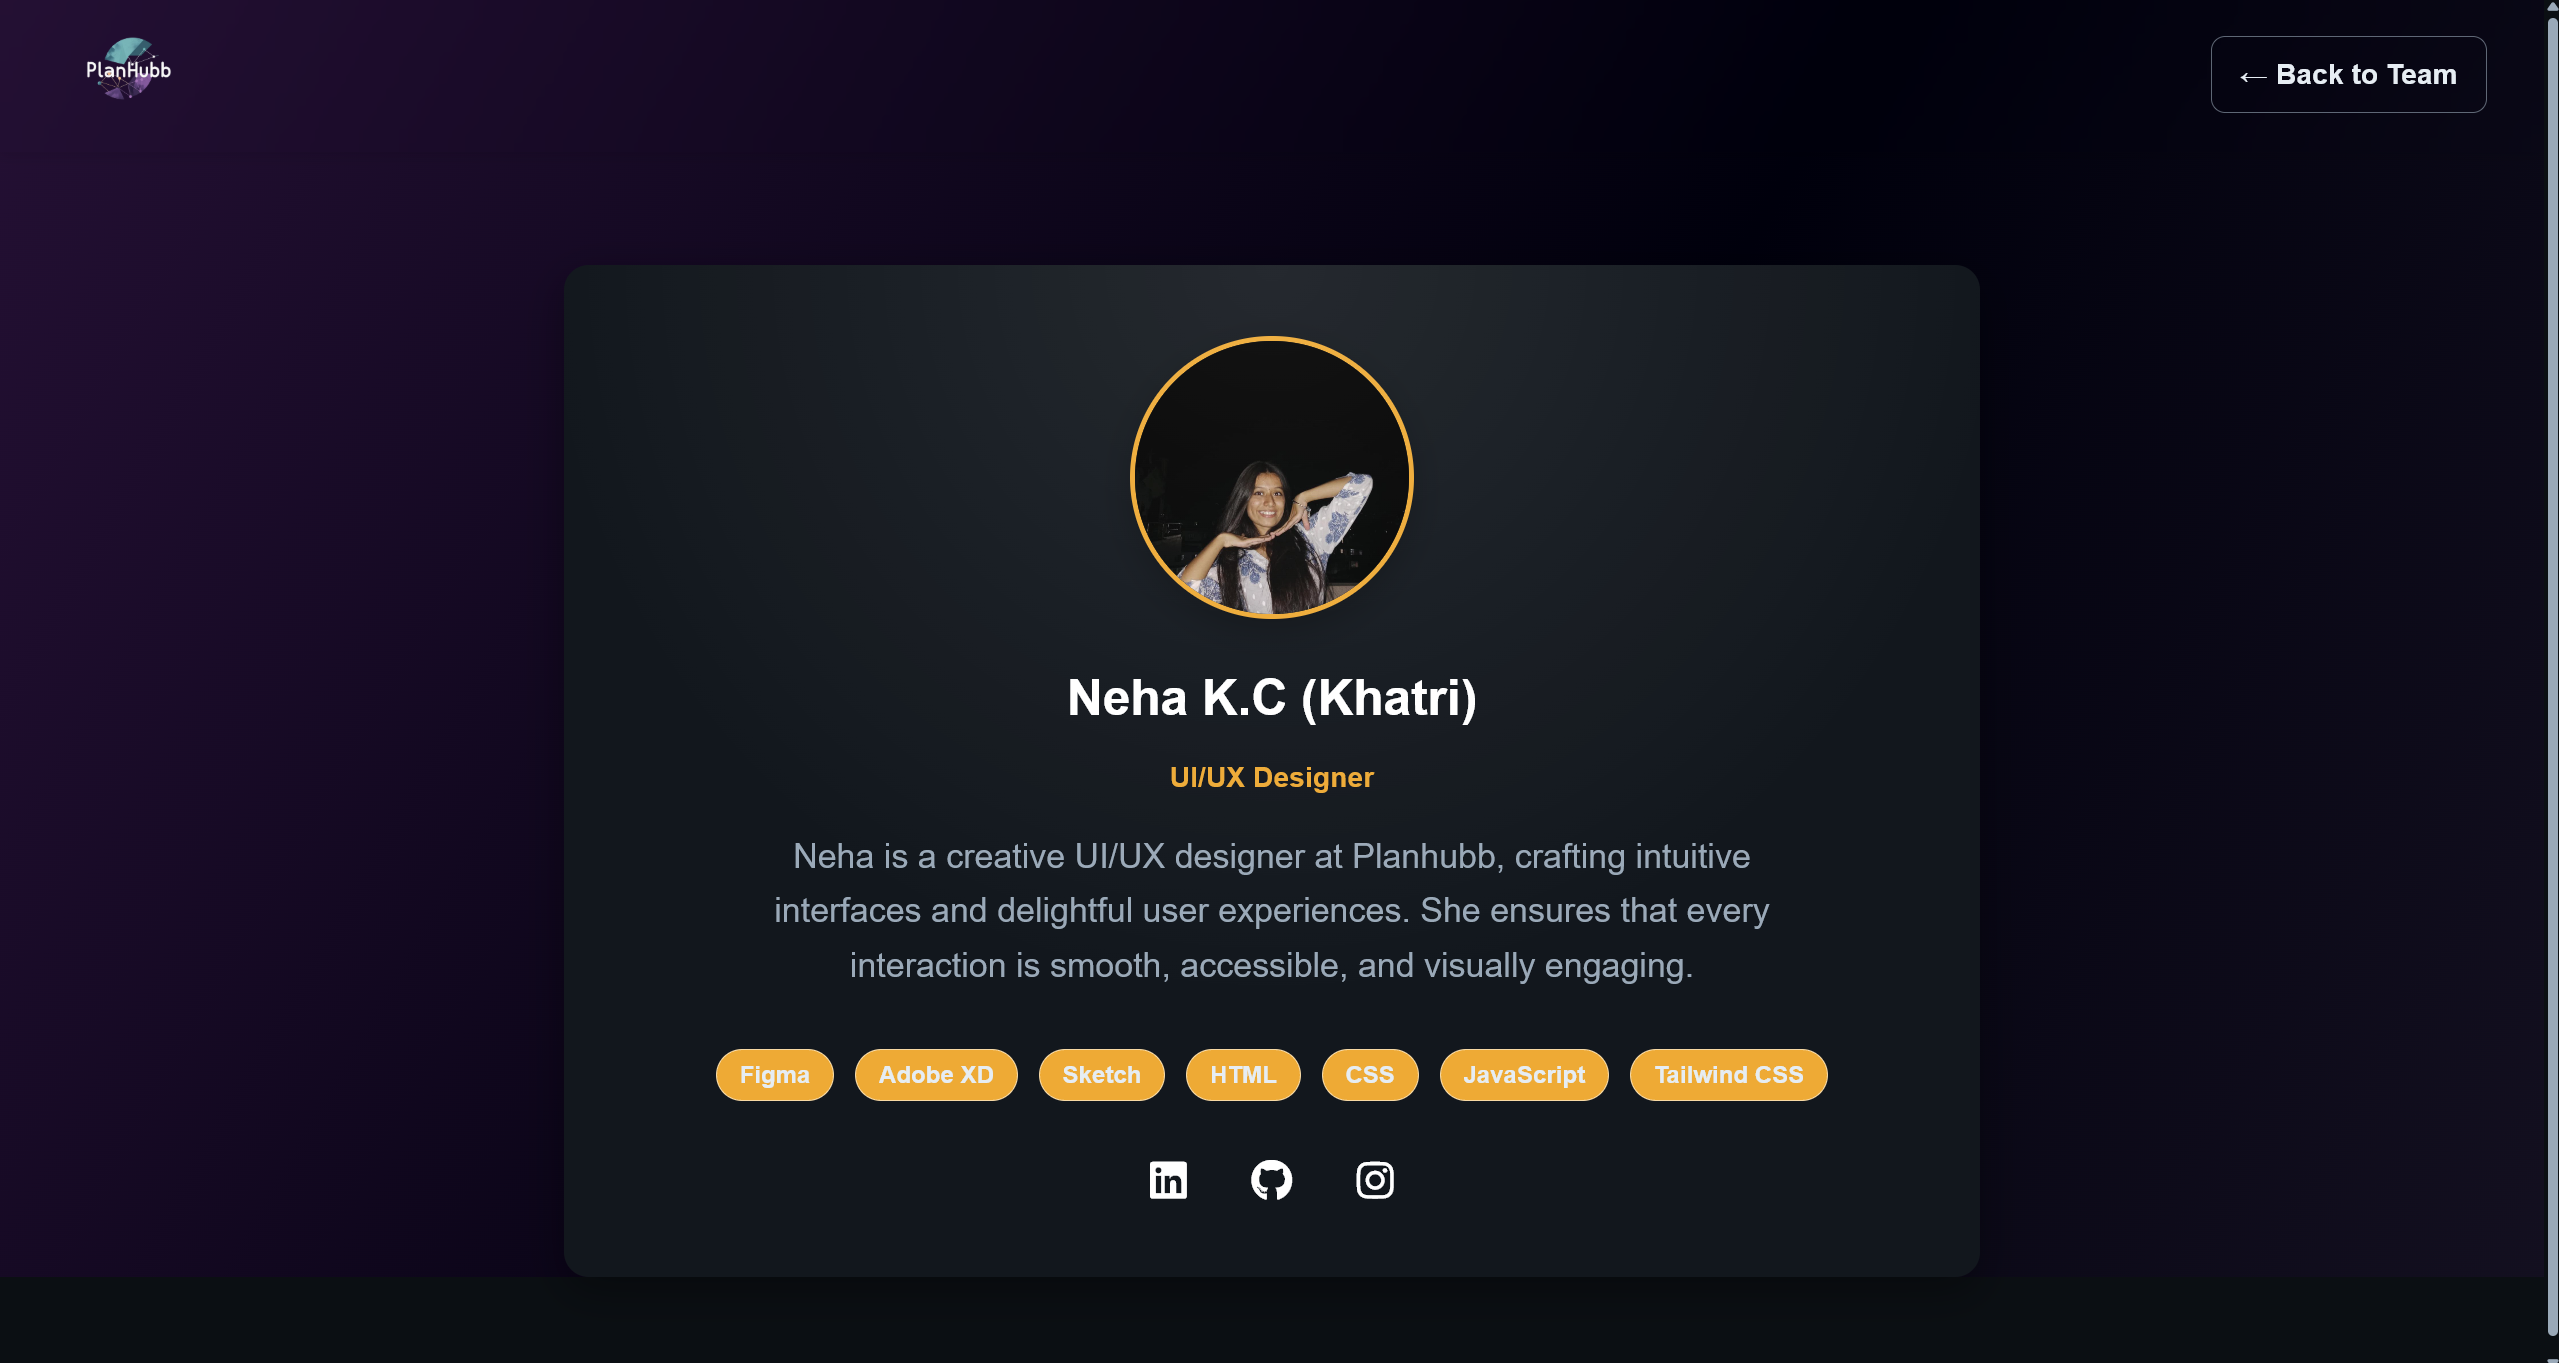 PlanHubb
← Back to Team
Neha K.C (Khatri)
UI/UX Designer
Neha is a creative UI/UX designer at Planhubb, crafting intuitive
interfaces and delightful user experiences. She ensures that every
interaction is smooth, accessible, and visually engaging.
Figma Adobe XD Sketch HTML CSS JavaScript Tailwind CSS
in